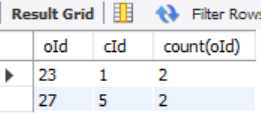 Result Grid Filter Rows
oId cId count(oId)
23 1 2
27 5 2